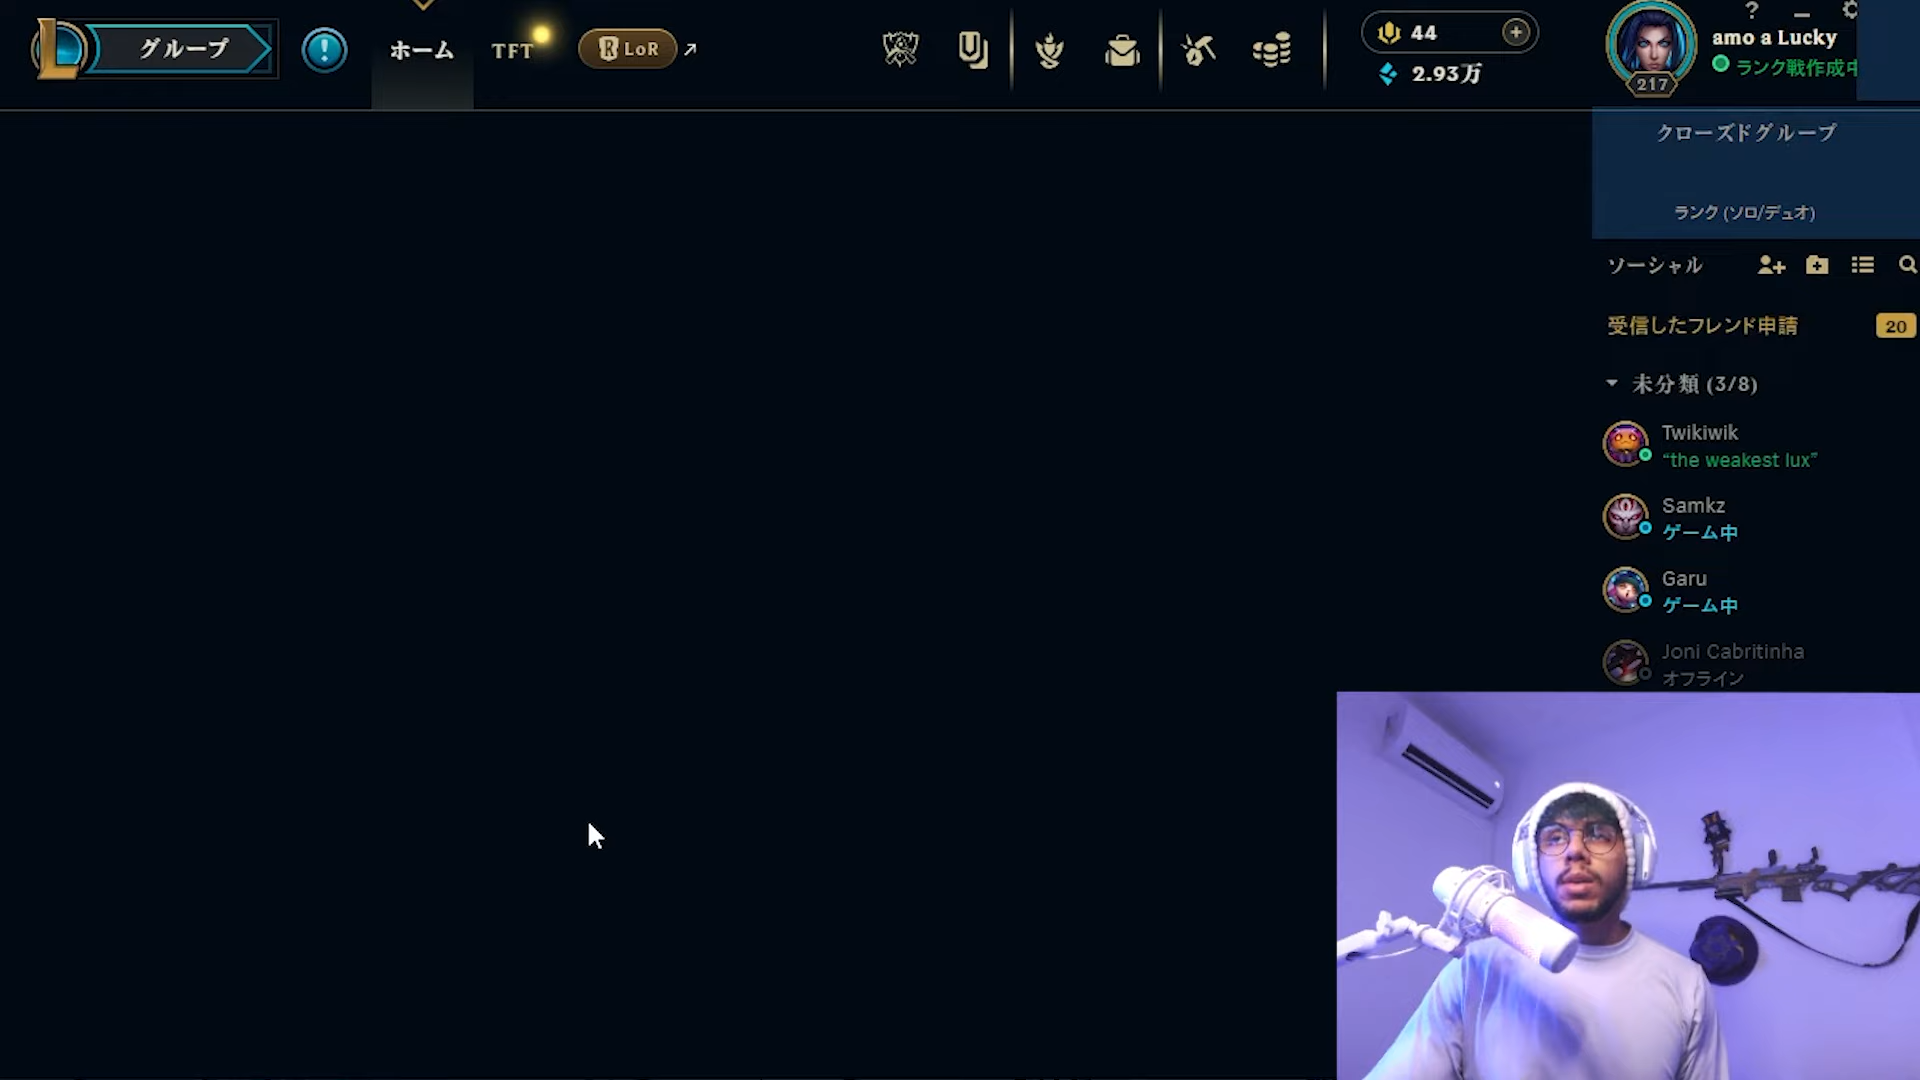 グループ
ホーム
TFT
LoR
44
2.93万
217
amo a Lucky
ランク戦作成中
クローズドグループ
ランク (ソロ/デュオ)
ソーシャル
受信したフレンド申請
20
未分類 (3/8)
Twikiwik
“the weakest lux”
Samkz
ゲーム中
Garu
ゲーム中
Joni Cabritinha
オフライン